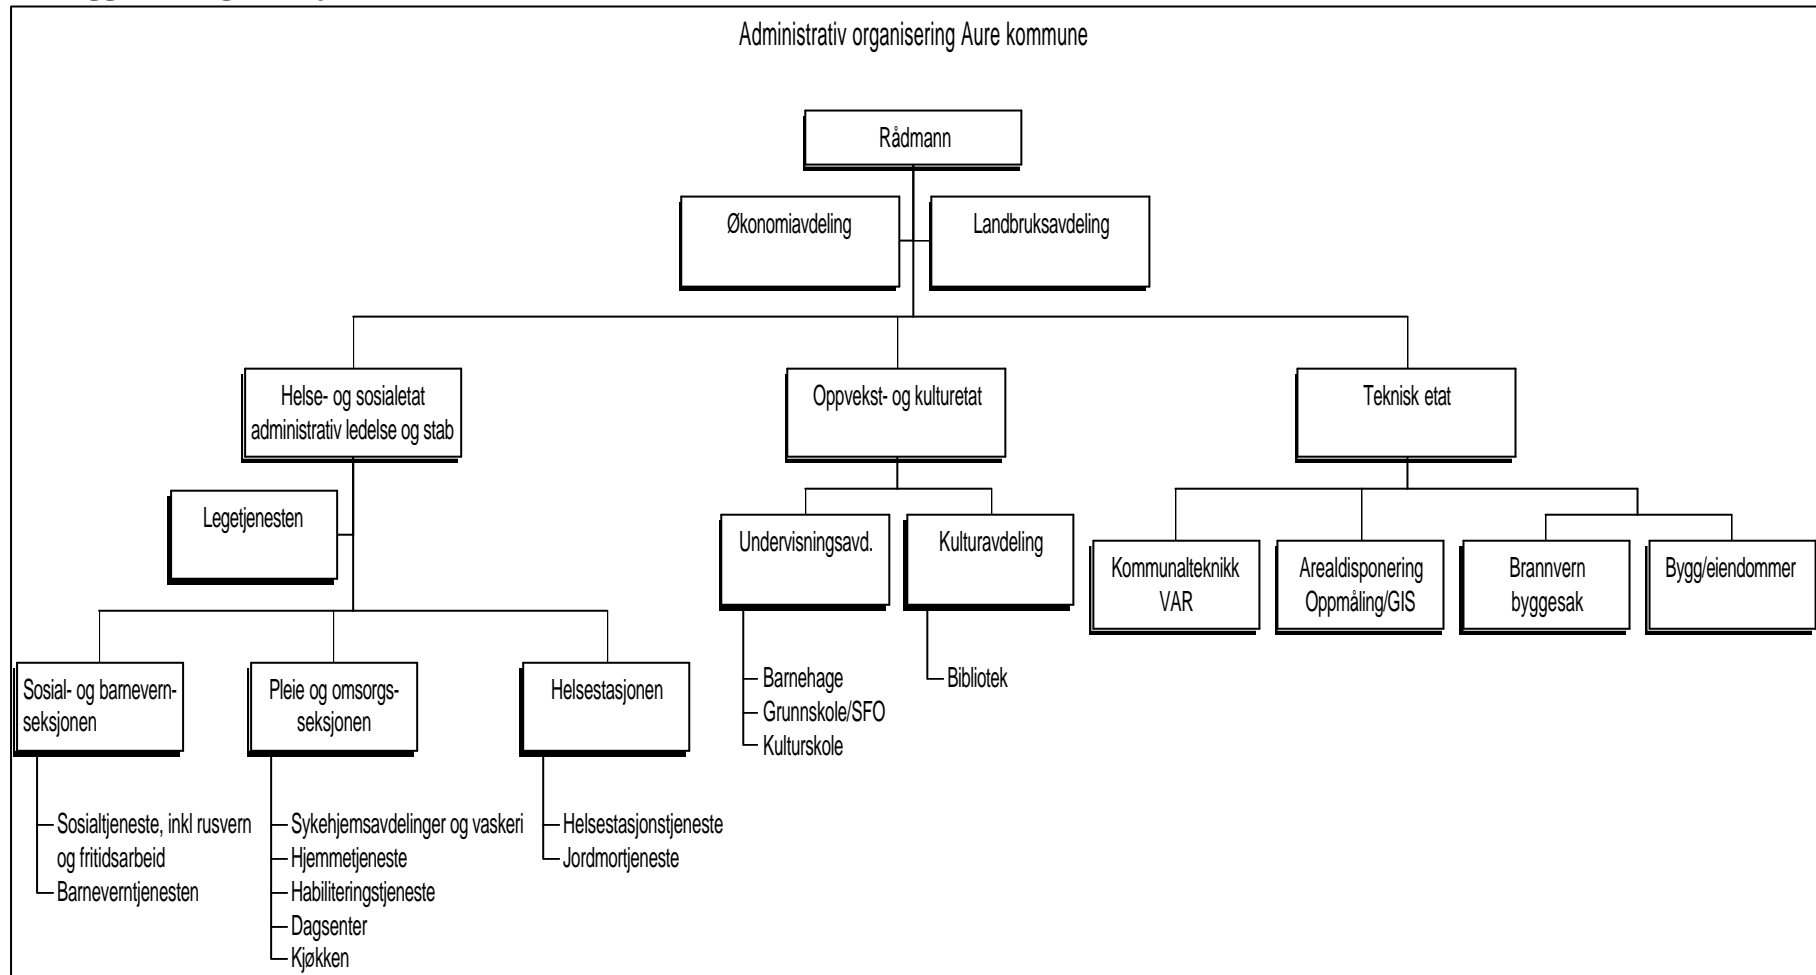 Administrativ organisering Aure kommune
Rådmann
Økonomiavdeling
Landbruksavdeling
Helse- og sosialetat
administrativ ledelse og stab
Oppvekst- og kulturetat
Teknisk etat
Legetjenesten
Undervisningsavd.
Kulturavdeling
Kommunalteknikk
VAR
Arealdisponering
Oppmåling/GIS
Brannvern
byggesak
Bygg/eiendommer
Sosial- og barnevern-
seksjonen
Pleie og omsorgs-
seksjonen
Helsestasjonen
Barnehage
Grunnskole/SFO
Kulturskole
Bibliotek
Sosialtjeneste, inkl rusvern
og fritidsarbeid
Barneverntjenesten
Sykehjemsavdelinger og vaskeri
Hjemmetjeneste
Habiliteringstjeneste
Dagsenter
Kjøkken
Helsestasjonstjeneste
Jordmortjeneste